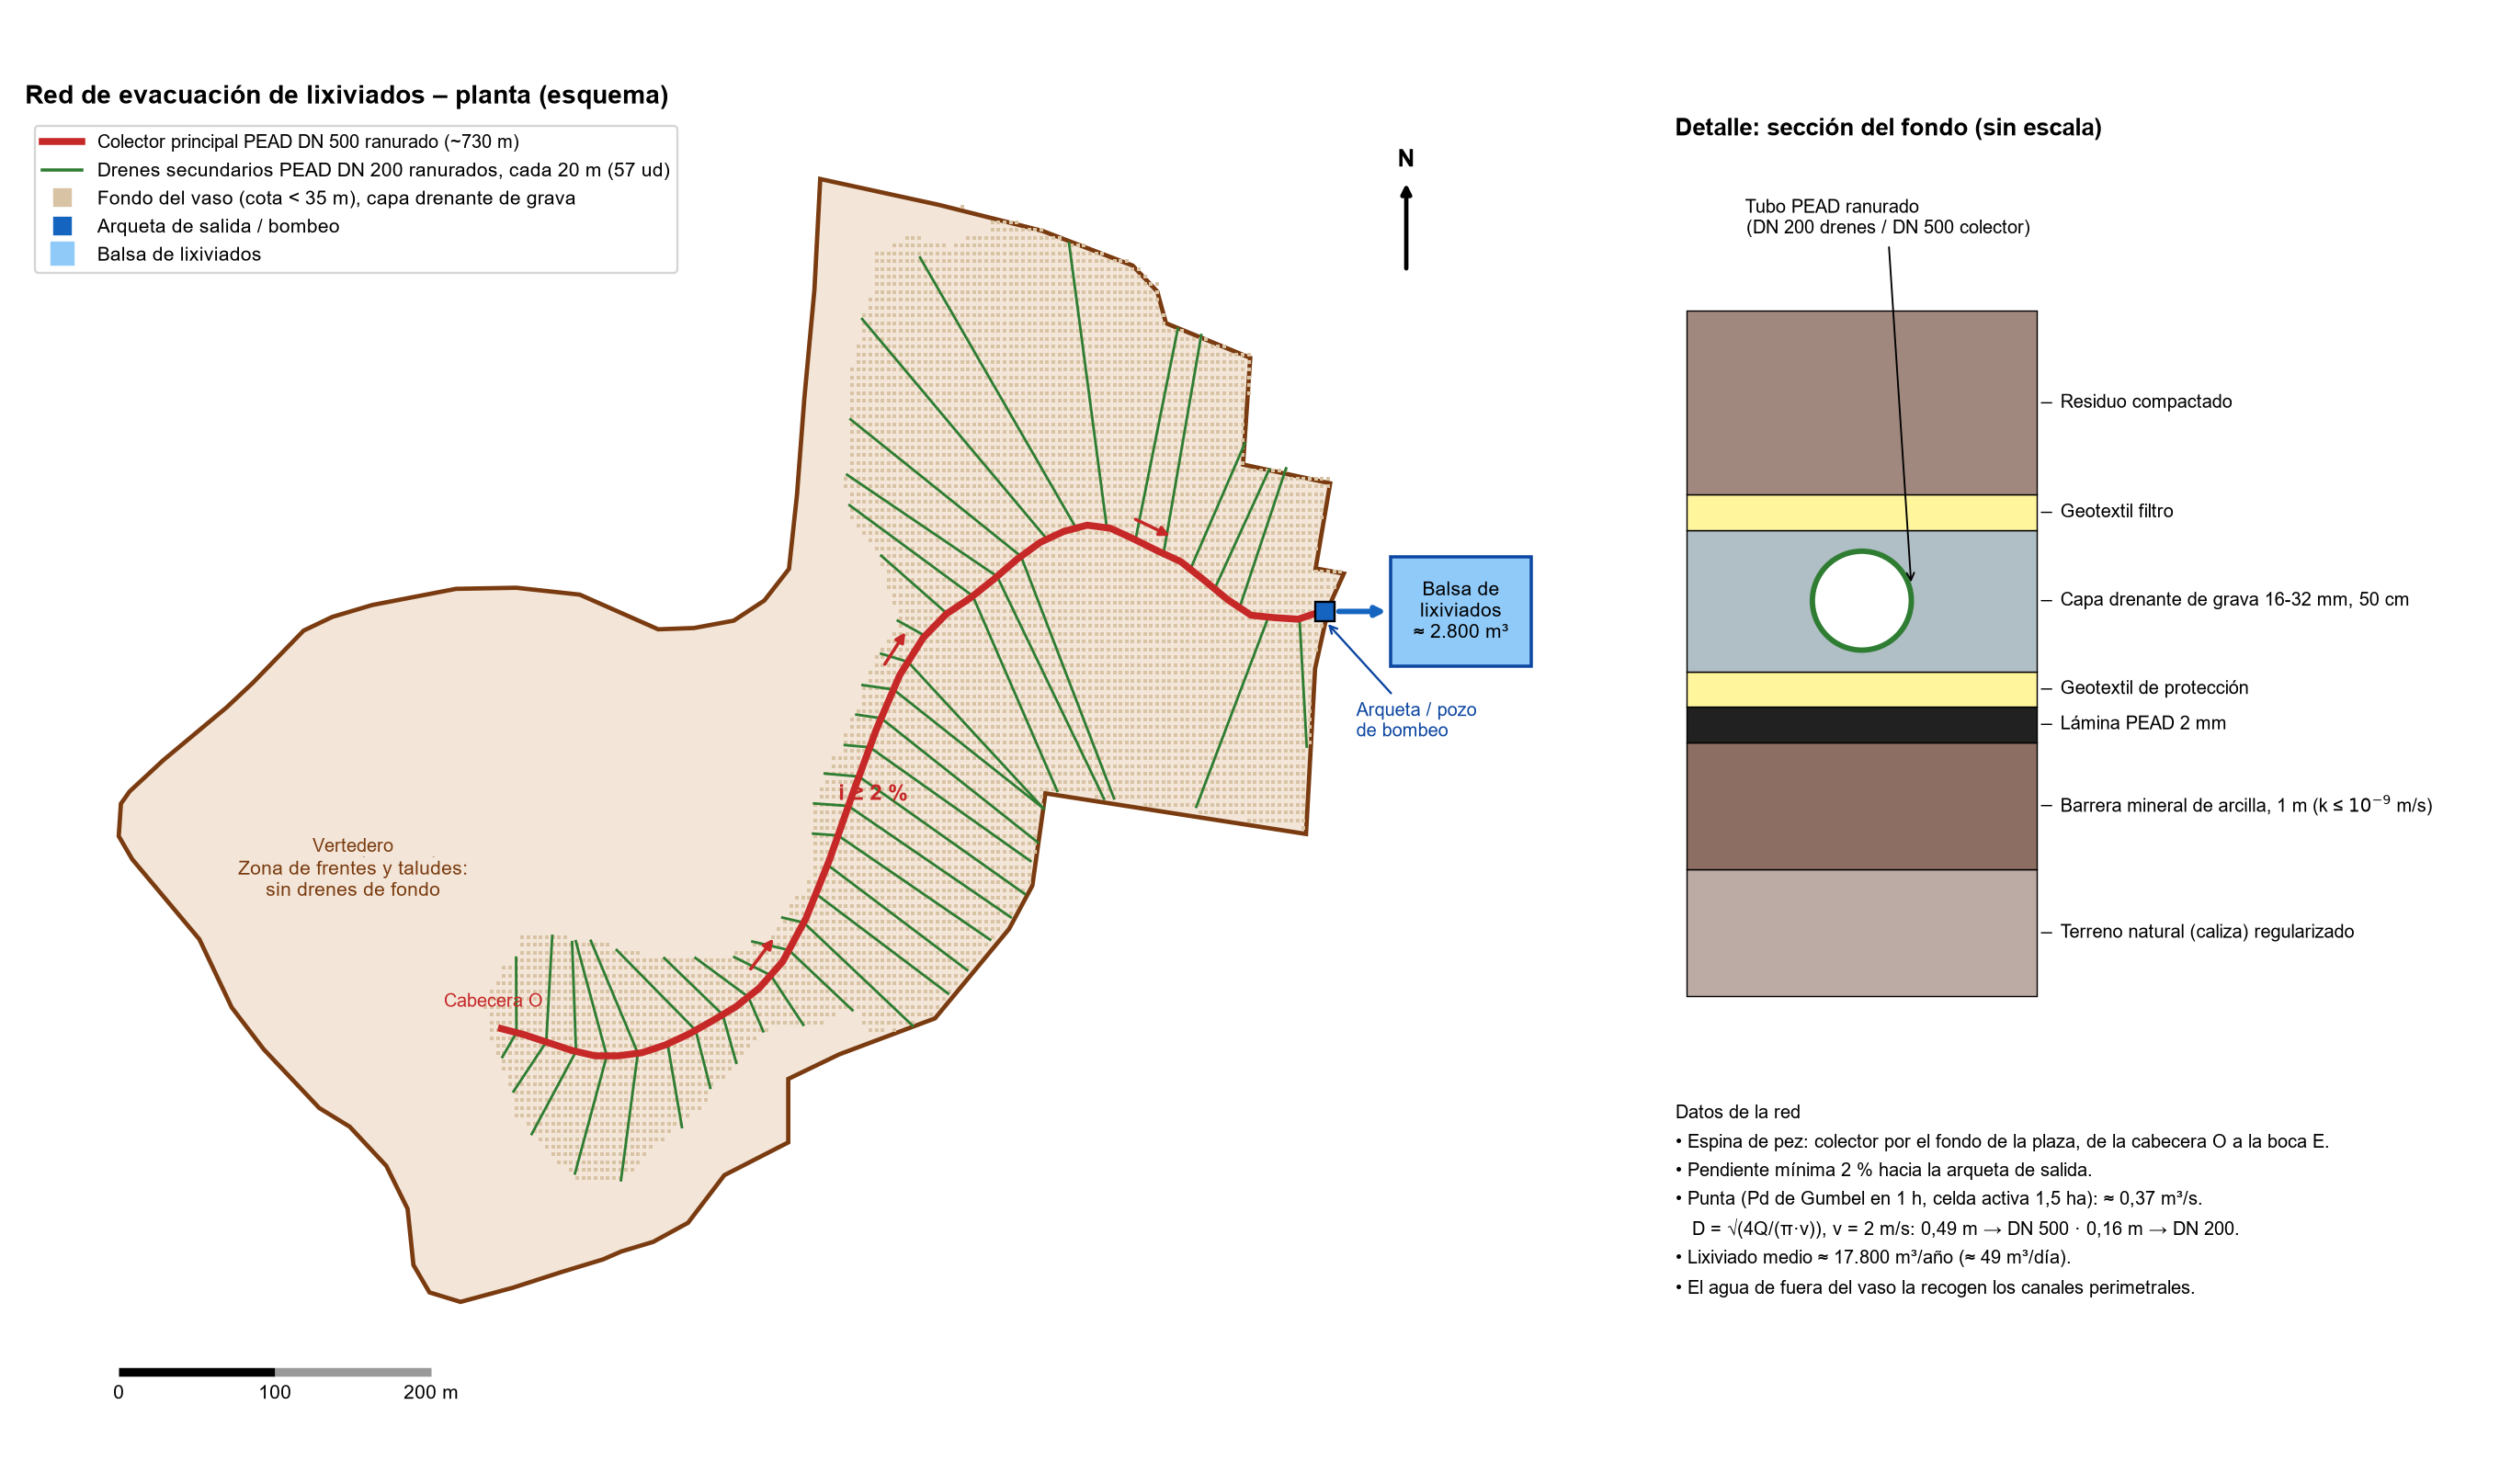 Red de evacuación de lixiviados – planta (esquema)
Colector principal PEAD DN 500 ranurado (~730 m)
Drenes secundarios PEAD DN 200 ranurados, cada 20 m (57 ud)
Fondo del vaso (cota < 35 m), capa drenante de grava
Arqueta de salida / bombeo
Balsa de lixiviados
N
Balsa de
lixiviados
≈ 2.800 m³
Arqueta / pozo
de bombeo
i ≥ 2 %
Vertedero
Zona de frentes y taludes:
sin drenes de fondo
Cabecera O
0
100
200 m
Detalle: sección del fondo (sin escala)
Tubo PEAD ranurado
(DN 200 drenes / DN 500 colector)
Residuo compactado
Geotextil filtro
Capa drenante de grava 16-32 mm, 50 cm
Geotextil de protección
Lámina PEAD 2 mm
Barrera mineral de arcilla, 1 m (k ≤ 10⁻⁹ m/s)
Terreno natural (caliza) regularizado
Datos de la red
• Espina de pez: colector por el fondo de la plaza, de la cabecera O a la boca E.
• Pendiente mínima 2 % hacia la arqueta de salida.
• Punta (Pd de Gumbel en 1 h, celda activa 1,5 ha): ≈ 0,37 m³/s.
D = √(4Q/(π·v)), v = 2 m/s: 0,49 m → DN 500 · 0,16 m → DN 200.
• Lixiviado medio ≈ 17.800 m³/año (≈ 49 m³/día).
• El agua de fuera del vaso la recogen los canales perimetrales.